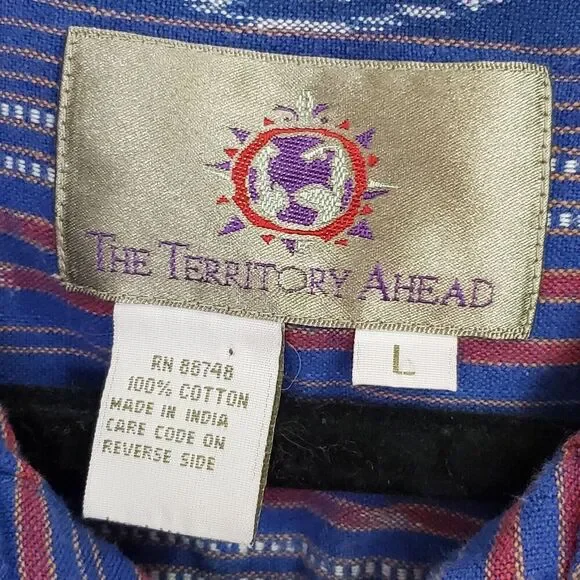 THE TERRITORY AHEAD
L
RN 88748
100% COTTON
MADE IN INDIA
CARE CODE ON
REVERSE SIDE